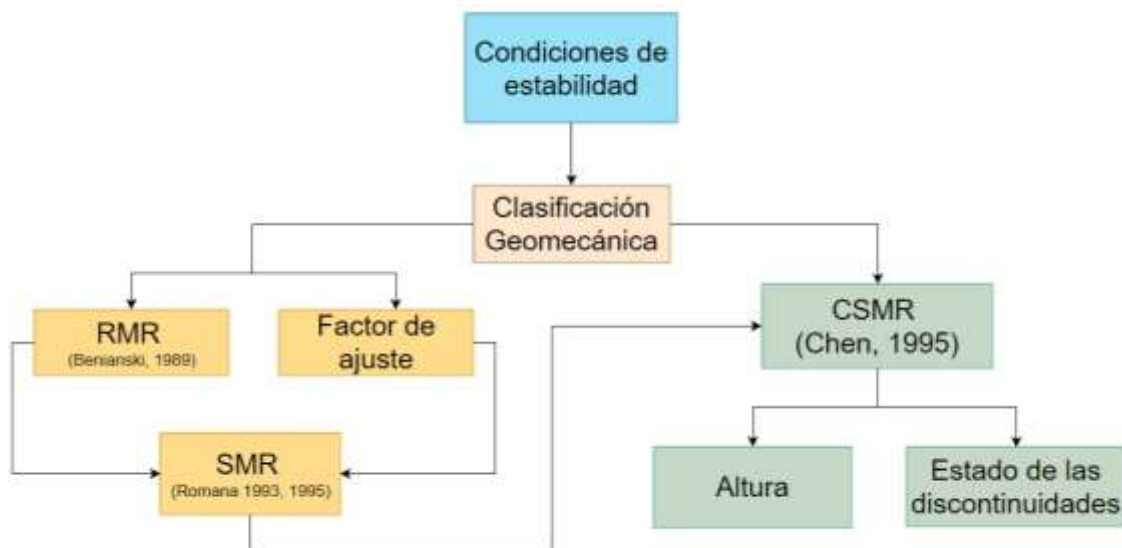 Condiciones de
estabilidad
Clasificación
Geomecánica
RMR
(Benianski, 1989)
Factor de
ajuste
CSMR
(Chen, 1995)
SMR
(Romana 1993, 1995)
Altura
Estado de las
discontinuidades